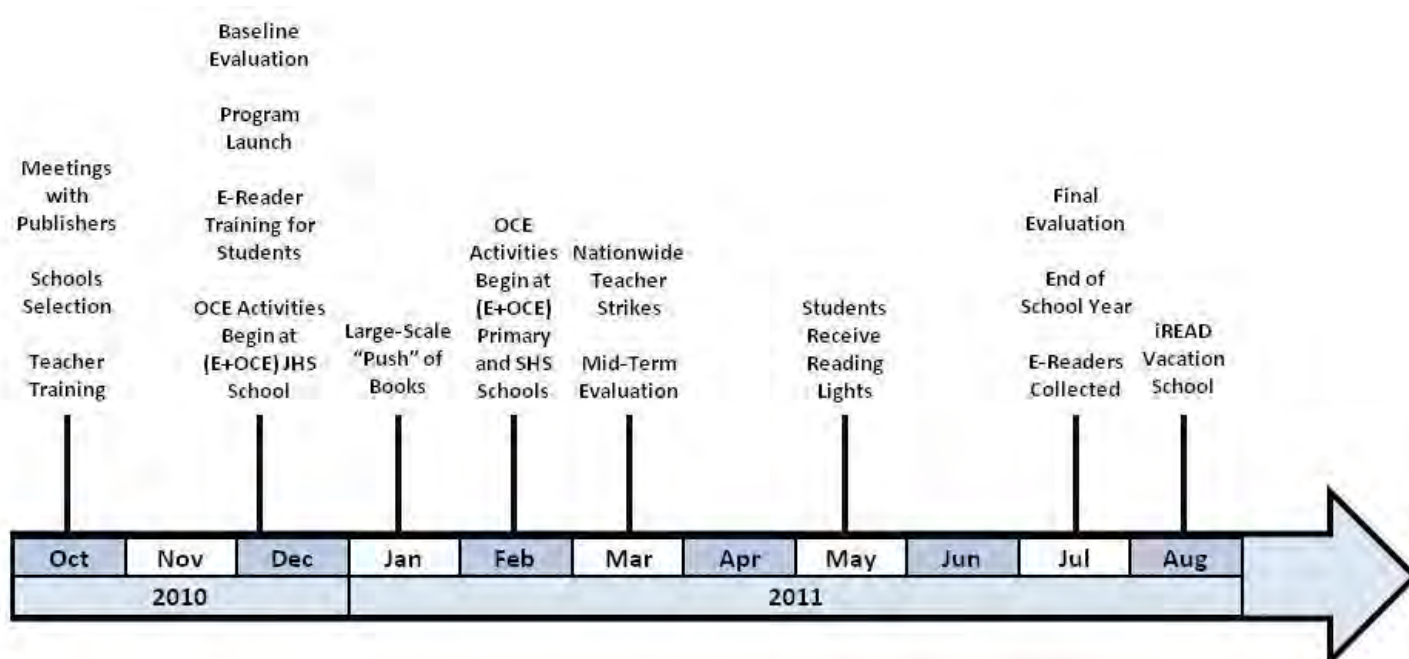 Meetings
with
Publishers
Schools
Selection
Teacher
Training
Baseline
Evaluation
Program
Launch
E-Reader
Training for
Students
OCE Activities
Begin at
(E+OCE) JHS
School
Large-Scale
“Push” of
Books
OCE
Activities
Begin at
(E+OCE)
Primary
and SHS
Schools
Nationwide
Teacher
Strikes
Mid-Term
Evaluation
Students
Receive
Reading
Lights
Final
Evaluation
End of
School Year
E-Readers
Collected
iREAD
Vacation
School
Oct Nov Dec Jan Feb Mar Apr May Jun Jul Aug
2010 2011